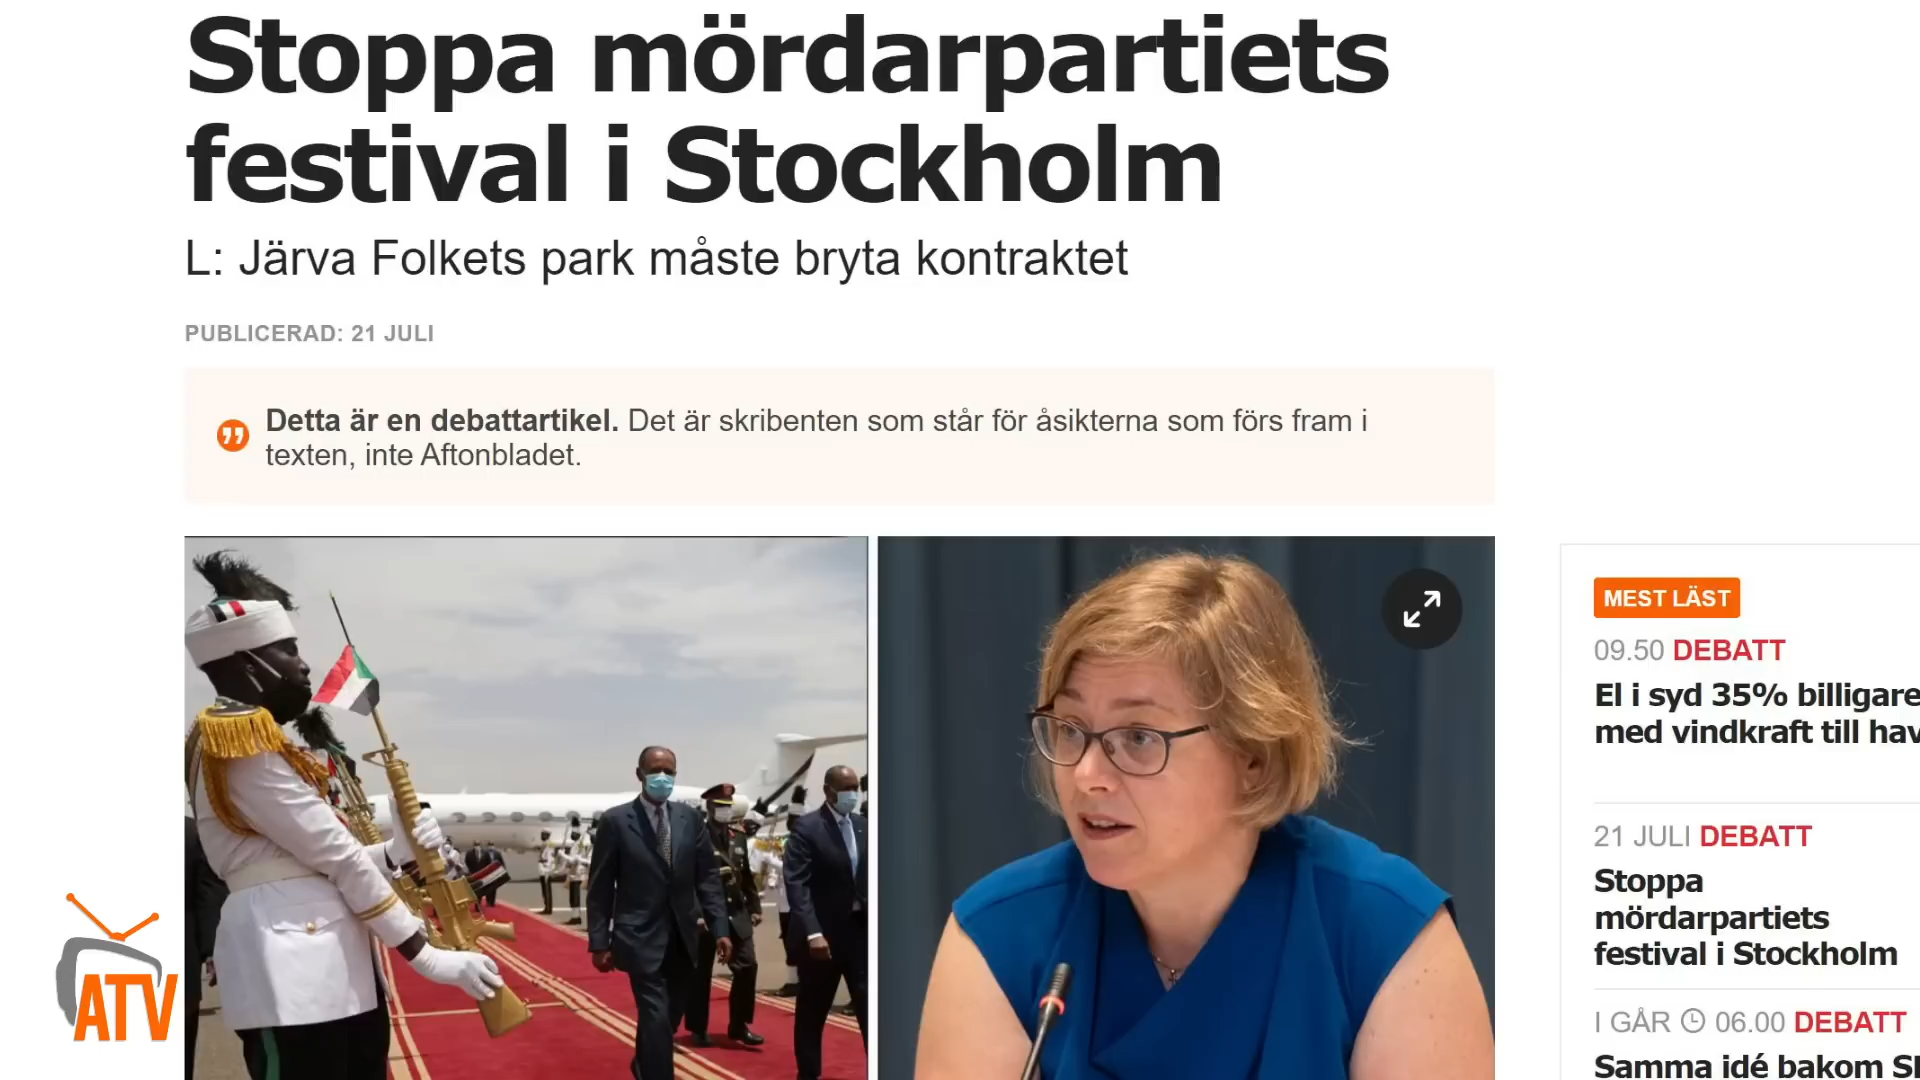 Stoppa mördarpartiets
festival i Stockholm
L: Järva Folkets park måste bryta kontraktet
PUBLICERAD: 21 JULI
Detta är en debattartikel. Det är skribenten som står för åsikterna som förs fram i
texten, inte Aftonbladet.
MEST LÄST
09.50 DEBATT
El i syd 35% billigare
med vindkraft till hav
21 JULI DEBATT
Stoppa
mördarpartiets
festival i Stockholm
I GÅR 06.00 DEBATT
Samma idé bakom
ATV